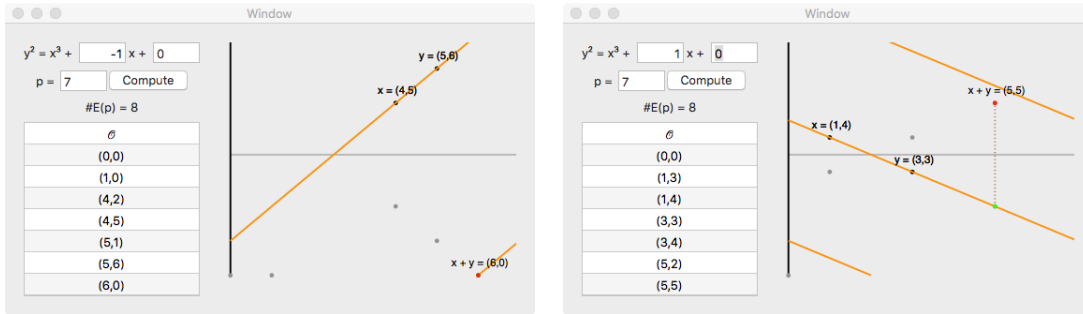 Window
y² = x³ + -1 x + 0
p = 7 Compute
#E(p) = 8
𝒪
(0,0)
(1,0)
(4,2)
(4,5)
(5,1)
(5,6)
(6,0)
y = (5,6)
x = (4,5)
x + y = (6,0)
Window
y² = x³ + 1 x + 0
p = 7 Compute
#E(p) = 8
𝒪
(0,0)
(1,3)
(1,4)
(3,3)
(3,4)
(5,2)
(5,5)
x + y = (5,5)
x = (1,4)
y = (3,3)